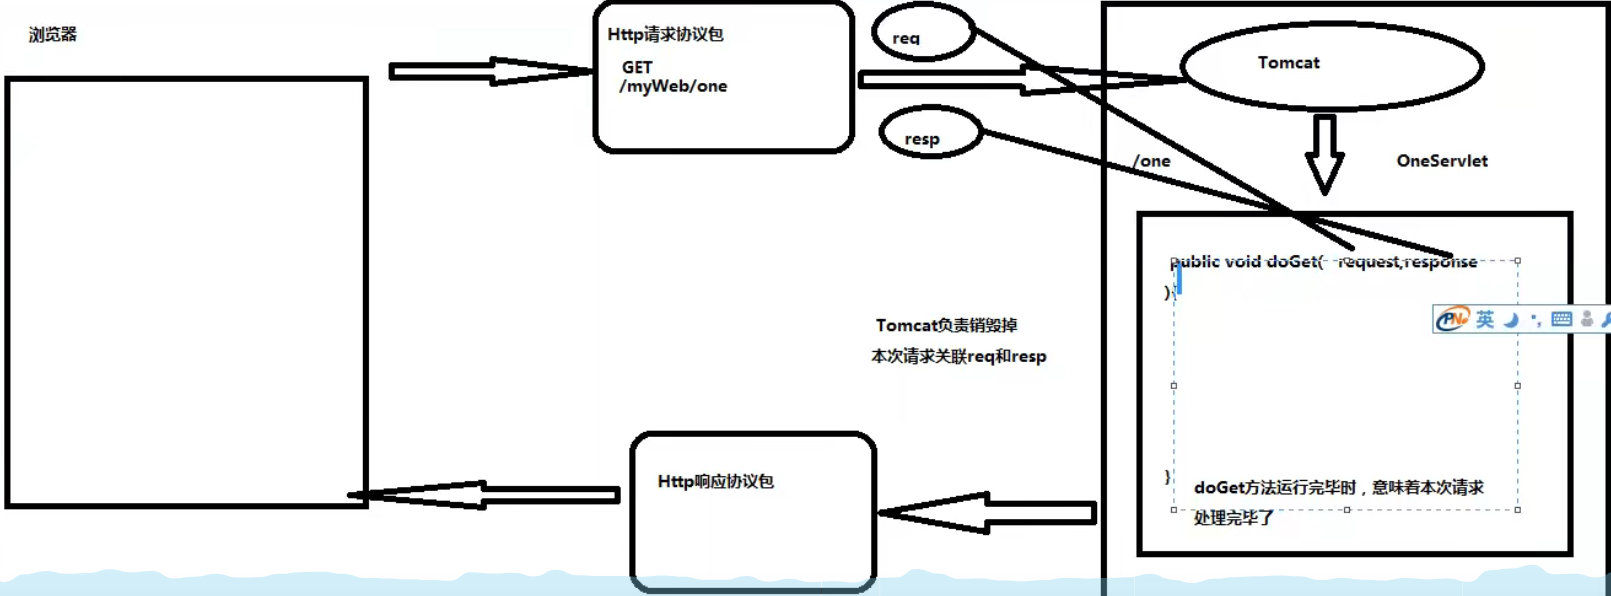 浏览器
Http请求协议包
GET
/myWeb/one
req
resp
Tomcat
/one
OneServlet
public void doGet( request,response
){
英
Tomcat负责销毁掉
本次请求关联req和resp
}
doGet方法运行完毕时，意味着本次请求
处理完毕了
Http响应协议包